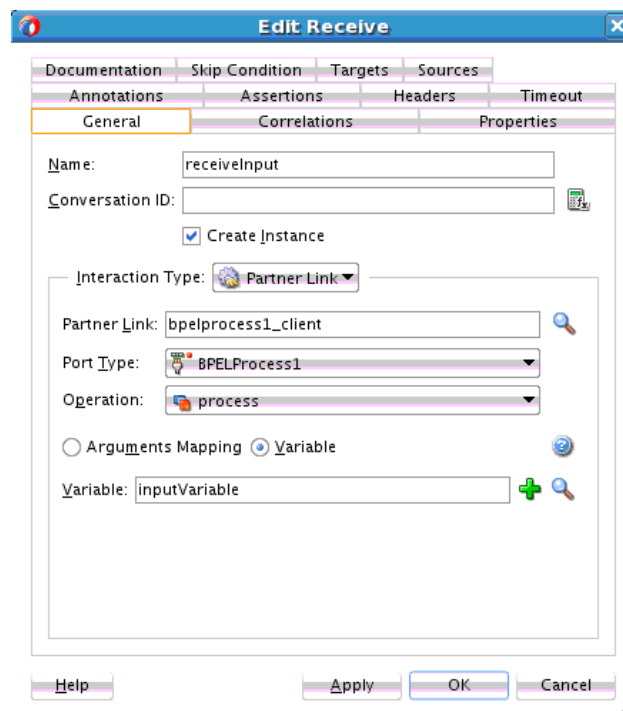 Edit Receive
Documentation Skip Condition Targets Sources
Annotations Assertions Headers Timeout
General Correlations Properties
Name: receiveInput
Conversation ID:
Create Instance
Interaction Type: Partner Link
Partner Link: bpelprocess1_client
Port Type: BPELProcess1
Operation: process
Arguments Mapping Variable
Variable: inputVariable
Help Apply OK Cancel